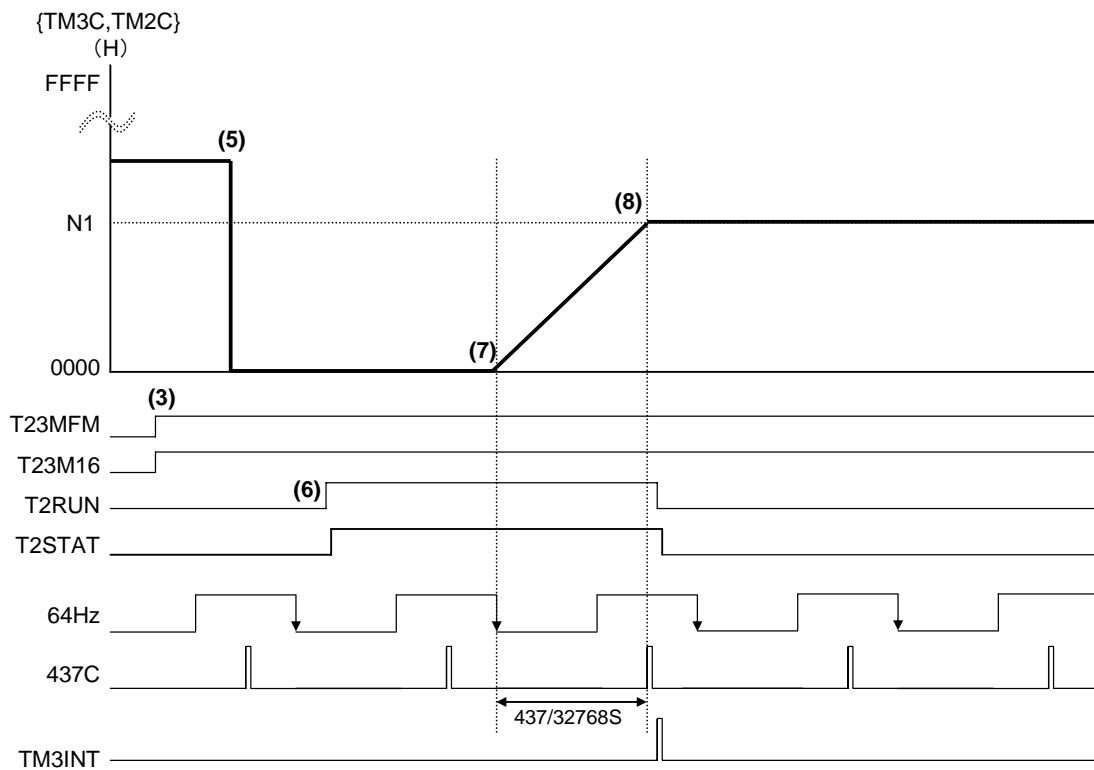 {TM3C,TM2C}
（H）
FFFF
(5)
N1
(8)
0000
(7)
(3)
T23MFM
T23M16
T2RUN
(6)
T2STAT
64Hz
437C
437/32768S
TM3INT